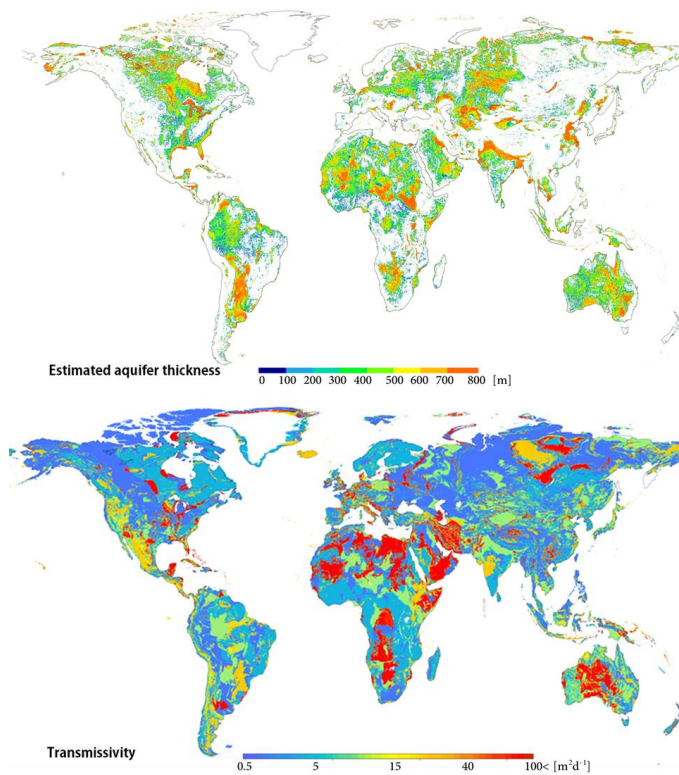 Estimated aquifer thickness
0 100 200 300 400 500 600 700 800 [m]
Transmissivity
0.5 5 15 40 100< [m²d⁻¹]